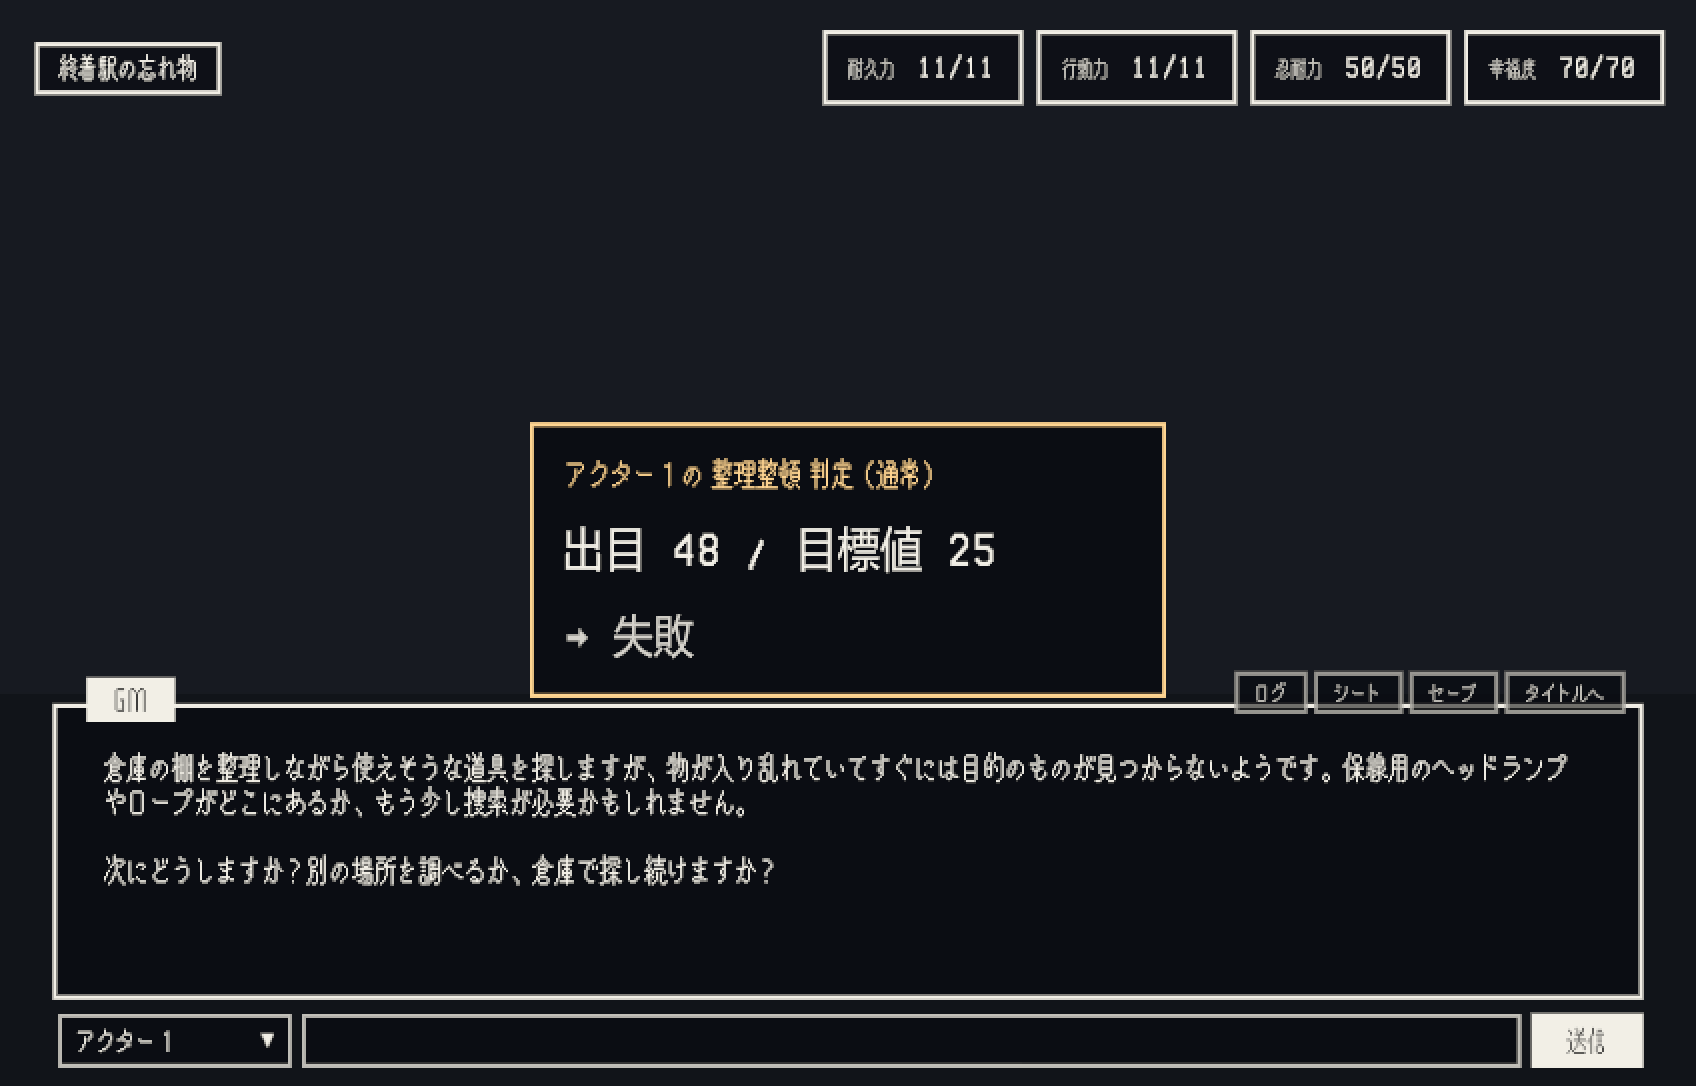 終着駅の忘れ物
耐久力 11/11
行動力 11/11
忍耐力 50/50
幸福度 70/70
アクター1の 整理整頓 判定（通常）
出目 48 / 目標値 25
➡ 失敗
GM
ログ
シート
セーブ
タイトルへ
倉庫の棚を整理しながら使えそうな道具を探しますが、物が入り乱れていてすぐには目的のものが見つからないようです。保線用のヘッドランプ
やロープがどこにあるか、もう少し捜索が必要かもしれません。
次にどうしますか？別の場所を調べるか、倉庫で探し続けますか？
アクター1 ▼
送信